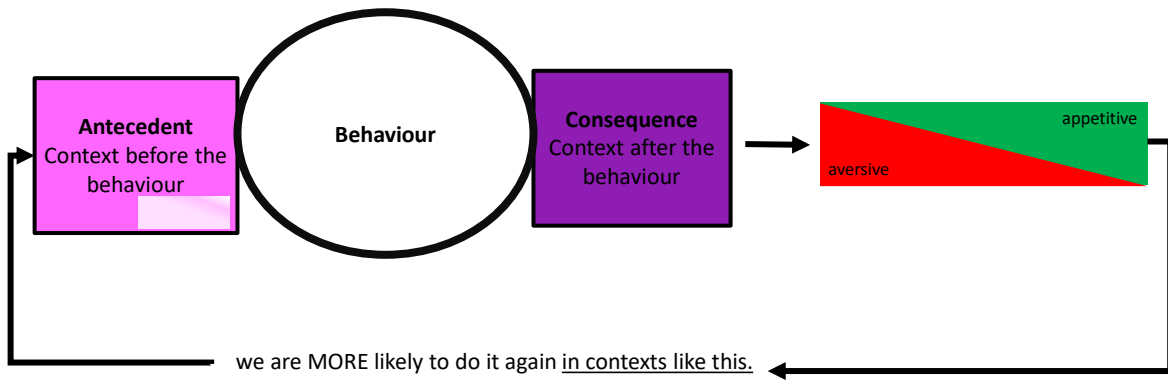 Antecedent
Context before the
behaviour
Behaviour
Consequence
Context after the
behaviour
appetitive
aversive
we are MORE likely to do it again in contexts like this.